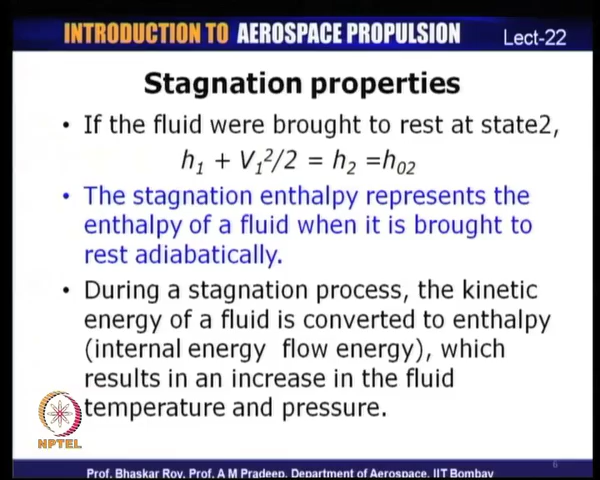 INTRODUCTION TO AEROSPACE PROPULSION Lect-22
Stagnation properties
• If the fluid were brought to rest at state2,
h₁ + V₁²/2 = h₂ =h₀₂
• The stagnation enthalpy represents the
enthalpy of a fluid when it is brought to
rest adiabatically.
• During a stagnation process, the kinetic
energy of a fluid is converted to enthalpy
(internal energy flow energy), which
results in an increase in the fluid
temperature and pressure.
NPTEL
6
Prof. Bhaskar Roy, Prof. A M Pradeep, Department of Aerospace, IIT Bombay